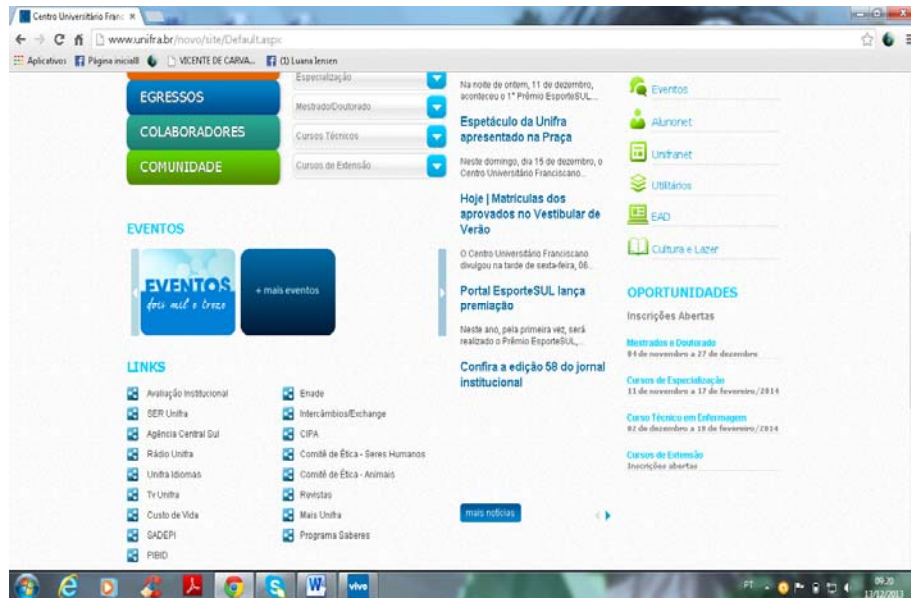 Centro Universitário Franc
www.unifra.br/novo/site/Default.aspx
Aplicativos
Página inicialll
VICENTE DE CARVA...
(1) Luana Jensen
EGRESSOS
COLABORADORES
COMUNIDADE
Especialização
Mestrado/Doutorado
Cursos Técnicos
Cursos de Extensão
EVENTOS
EVENTOS
dois mil e treze
+ mais eventos
LINKS
Avaliação Institucional
SER Unifra
Agência Central Sul
Rádio Unifra
Unifra Idiomas
Tv Unifra
Custo de Vida
SADEPI
PIBID
Enade
Intercâmbios/Exchange
CIPA
Comitê de Ética - Seres Humanos
Comitê de Ética - Animais
Revistas
Mais Unifra
Programa Saberes
Na noite de ontem, 11 de dezembro,
aconteceu o 1º Prêmio EsporteSUL...
Espetáculo da Unifra
apresentado na Praça
Neste domingo, dia 15 de dezembro, o
Centro Universitário Franciscano...
Hoje | Matrículas dos
aprovados no Vestibular de
Verão
O Centro Universitário Franciscano
divulgou na tarde de sexta-feira, 06...
Portal EsporteSUL lança
premiação
Neste ano, pela primeira vez, será
realizado o Prêmio EsporteSUL,...
Confira a edição 58 do jornal
institucional
mais notícias
Eventos
Alunonet
Unifranet
Utilitários
EAD
Cultura e Lazer
OPORTUNIDADES
Inscrições Abertas
Mestrados e Doutorado
04 de novembro a 27 de dezembro
Cursos de Especialização
11 de novembro a 17 de fevereiro/2014
Curso Técnico em Enfermagem
02 de dezembro a 18 de fevereiro/2014
Cursos de Extensão
Inscrições abertas
W
vivo
PT
09:20
13/12/2013